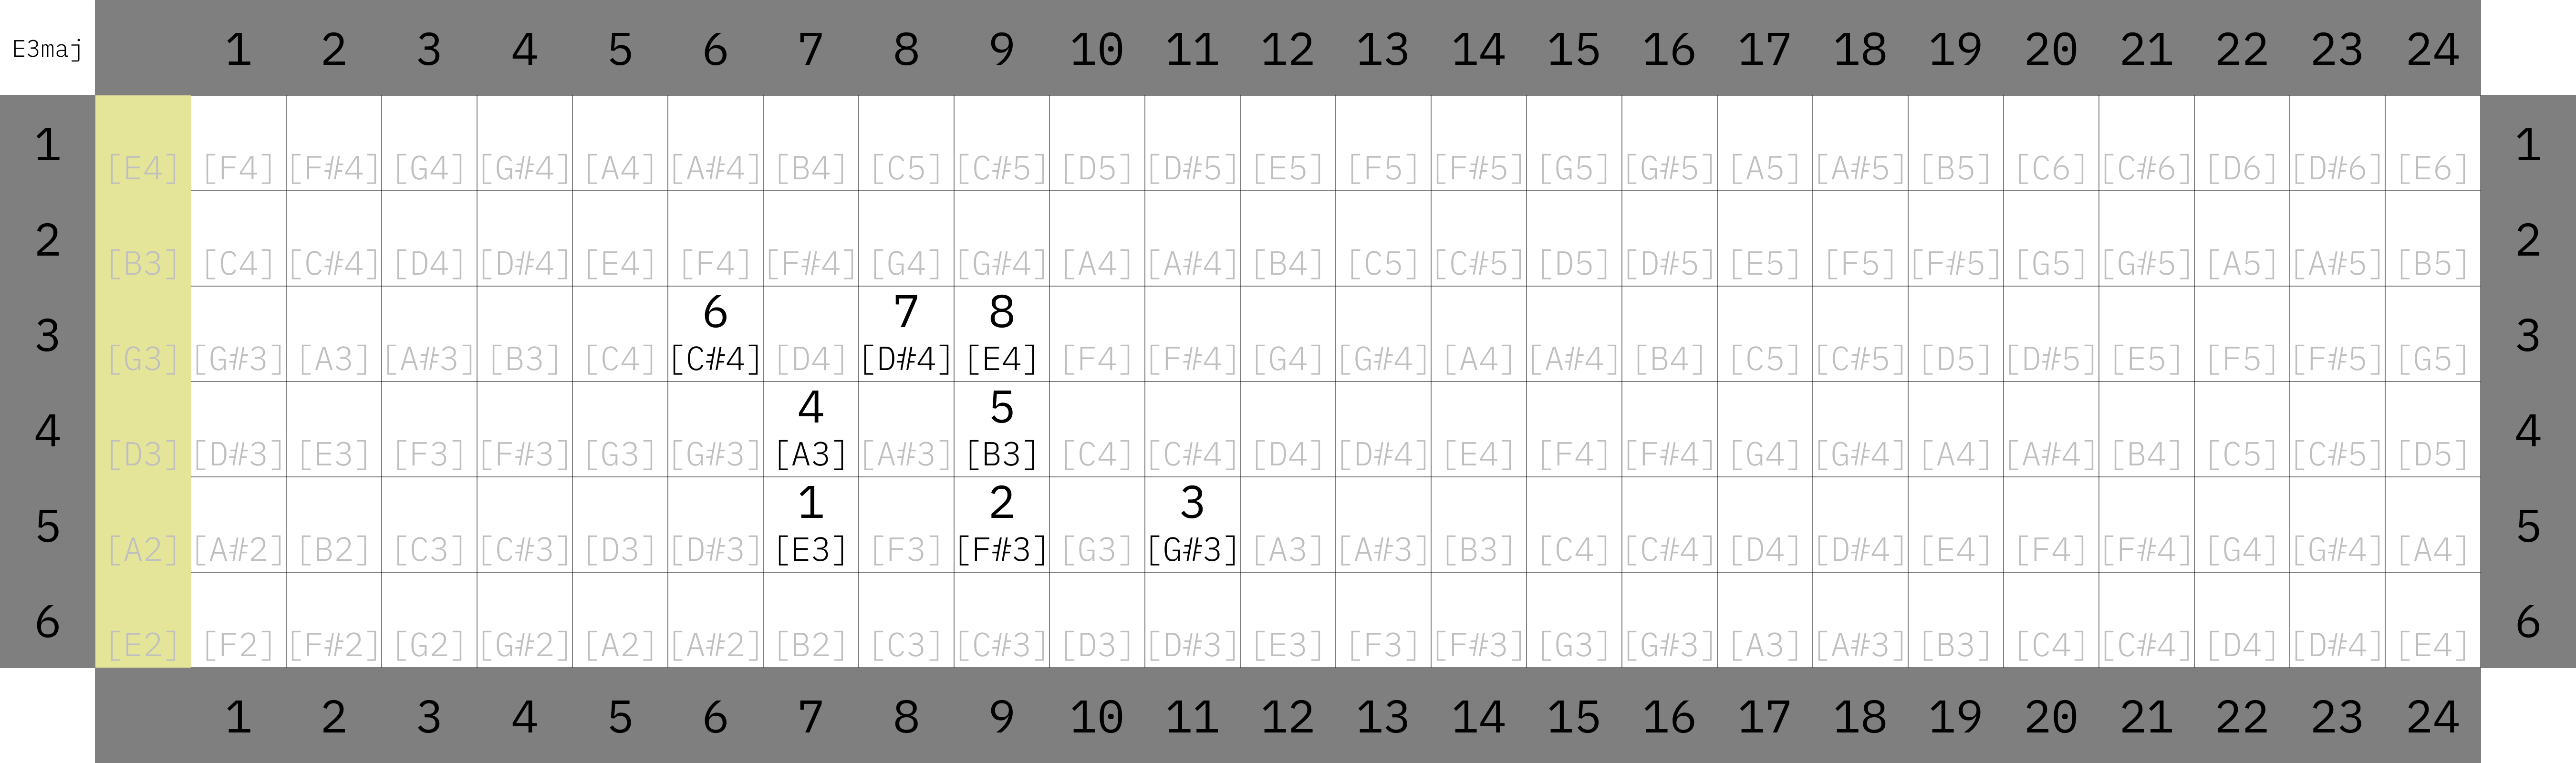 E3maj 1 2 3 4 5 6 7 8 9 10 11 12 13 14 15 16 17 18 19 20 21 22 23 24
1 [E4] [F4] [F#4] [G4] [G#4] [A4] [A#4] [B4] [C5] [C#5] [D5] [D#5] [E5] [F5] [F#5] [G5] [G#5] [A5] [A#5] [B5] [C6] [C#6] [D6] [D#6] [E6] 1
2 [B3] [C4] [C#4] [D4] [D#4] [E4] [F4] [F#4] [G4] [G#4] [A4] [A#4] [B4] [C5] [C#5] [D5] [D#5] [E5] [F5] [F#5] [G5] [G#5] [A5] [A#5] [B5] 2
6 7 8
3 [G3] [G#3] [A3] [A#3] [B3] [C4] [C#4] [D4] [D#4] [E4] [F4] [F#4] [G4] [G#4] [A4] [A#4] [B4] [C5] [C#5] [D5] [D#5] [E5] [F5] [F#5] [G5] 3
4 5
4 [D3] [D#3] [E3] [F3] [F#3] [G3] [G#3] [A3] [A#3] [B3] [C4] [C#4] [D4] [D#4] [E4] [F4] [F#4] [G4] [G#4] [A4] [A#4] [B4] [C5] [C#5] [D5] 4
1 2 3
5 [A2] [A#2] [B2] [C3] [C#3] [D3] [D#3] [E3] [F3] [F#3] [G3] [G#3] [A3] [A#3] [B3] [C4] [C#4] [D4] [D#4] [E4] [F4] [F#4] [G4] [G#4] [A4] 5
6 [E2] [F2] [F#2] [G2] [G#2] [A2] [A#2] [B2] [C3] [C#3] [D3] [D#3] [E3] [F3] [F#3] [G3] [G#3] [A3] [A#3] [B3] [C4] [C#4] [D4] [D#4] [E4] 6
1 2 3 4 5 6 7 8 9 10 11 12 13 14 15 16 17 18 19 20 21 22 23 24